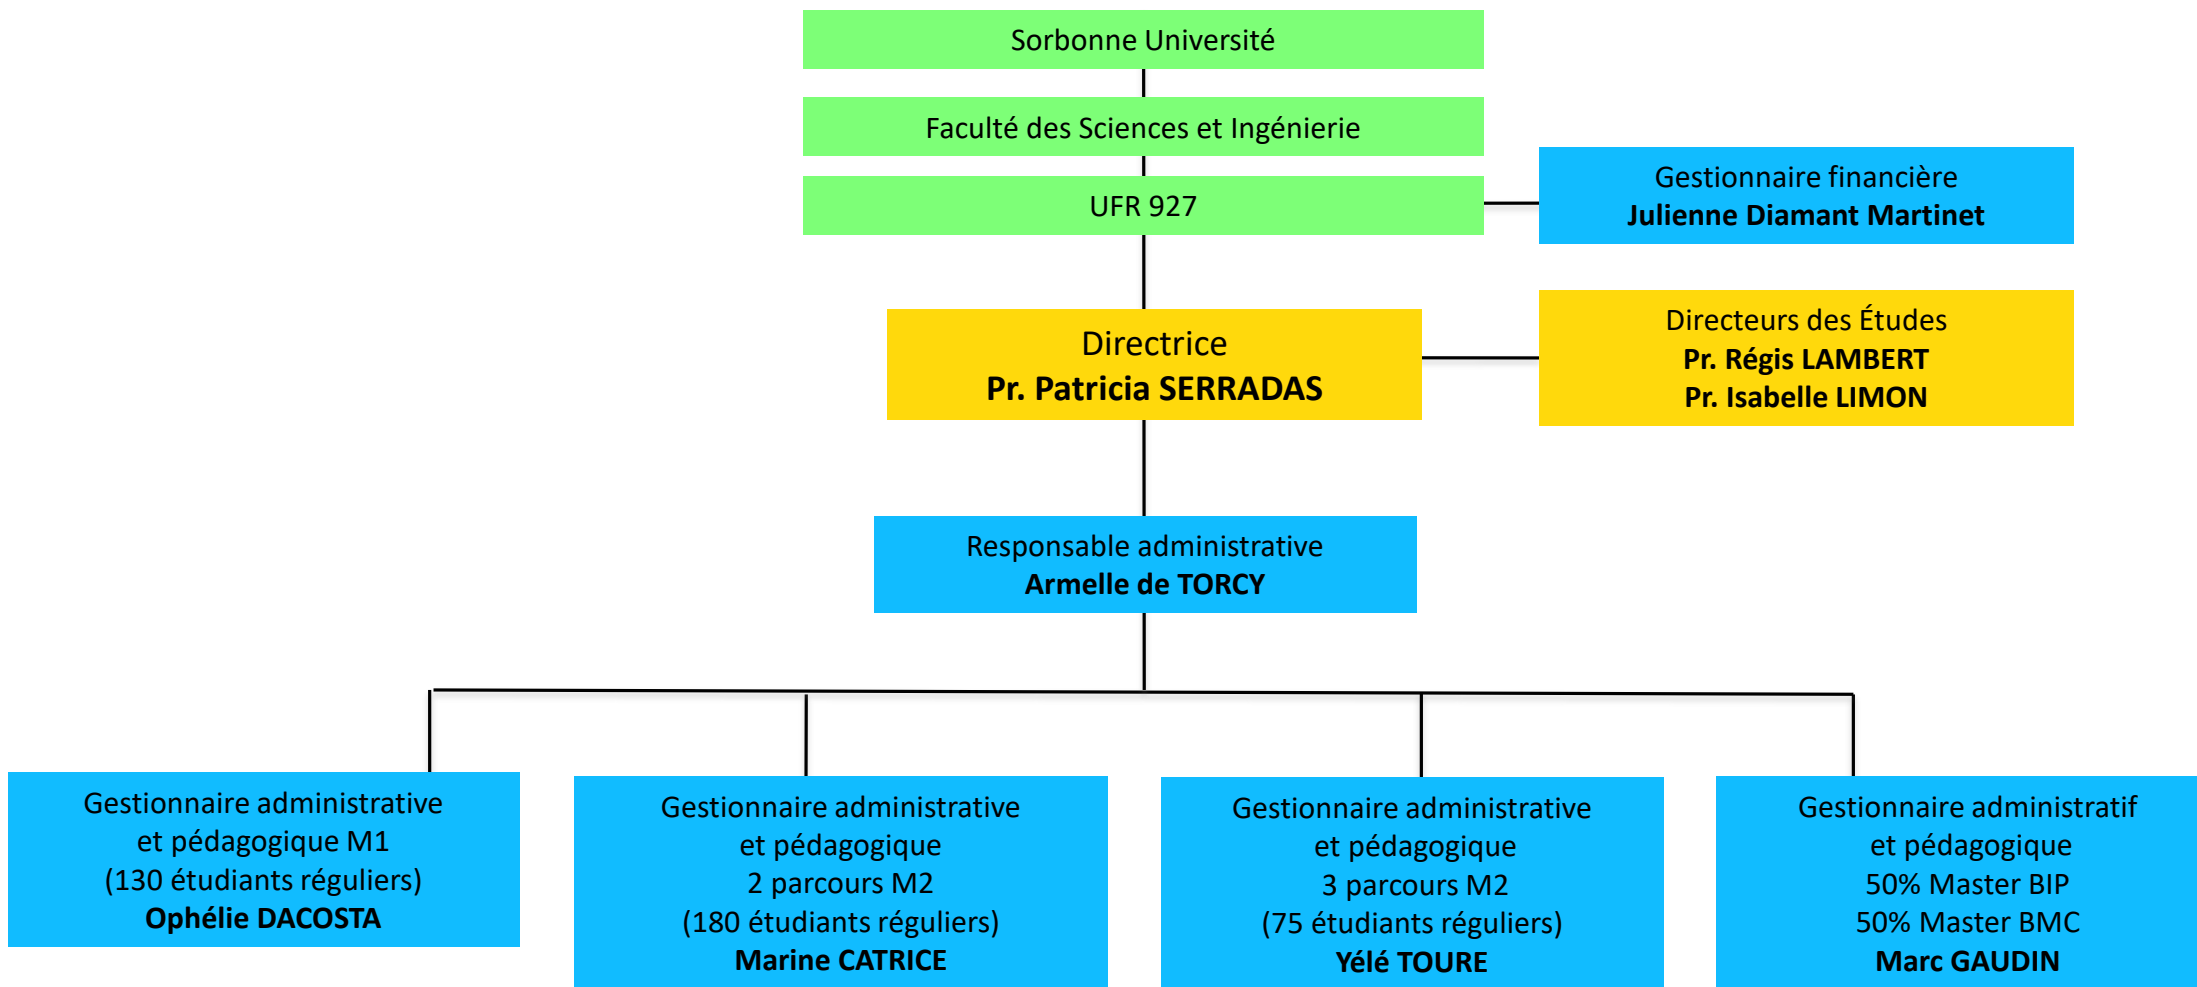 Sorbonne Université
Faculté des Sciences et Ingénierie
UFR 927
Gestionnaire financière
Julienne Diamant Martinet
Directrice
Pr. Patricia SERRADAS
Directeurs des Études
Pr. Régis LAMBERT
Pr. Isabelle LIMON
Responsable administrative
Armelle de TORCY
Gestionnaire administrative
et pédagogique M1
(130 étudiants réguliers)
Ophélie DACOSTA
Gestionnaire administrative
et pédagogique
2 parcours M2
(180 étudiants réguliers)
Marine CATRICE
Gestionnaire administrative
et pédagogique
3 parcours M2
(75 étudiants réguliers)
Yélé TOURE
Gestionnaire administratif
et pédagogique
50% Master BIP
50% Master BMC
Marc GAUDIN